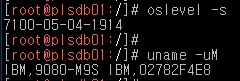 [root@plsdb01:/]# oslevel -s
7100-05-04-1914
[root@plsdb01:/]#
[root@plsdb01:/]# uname -uM
IBM,9080-M9S IBM,02782F4E8